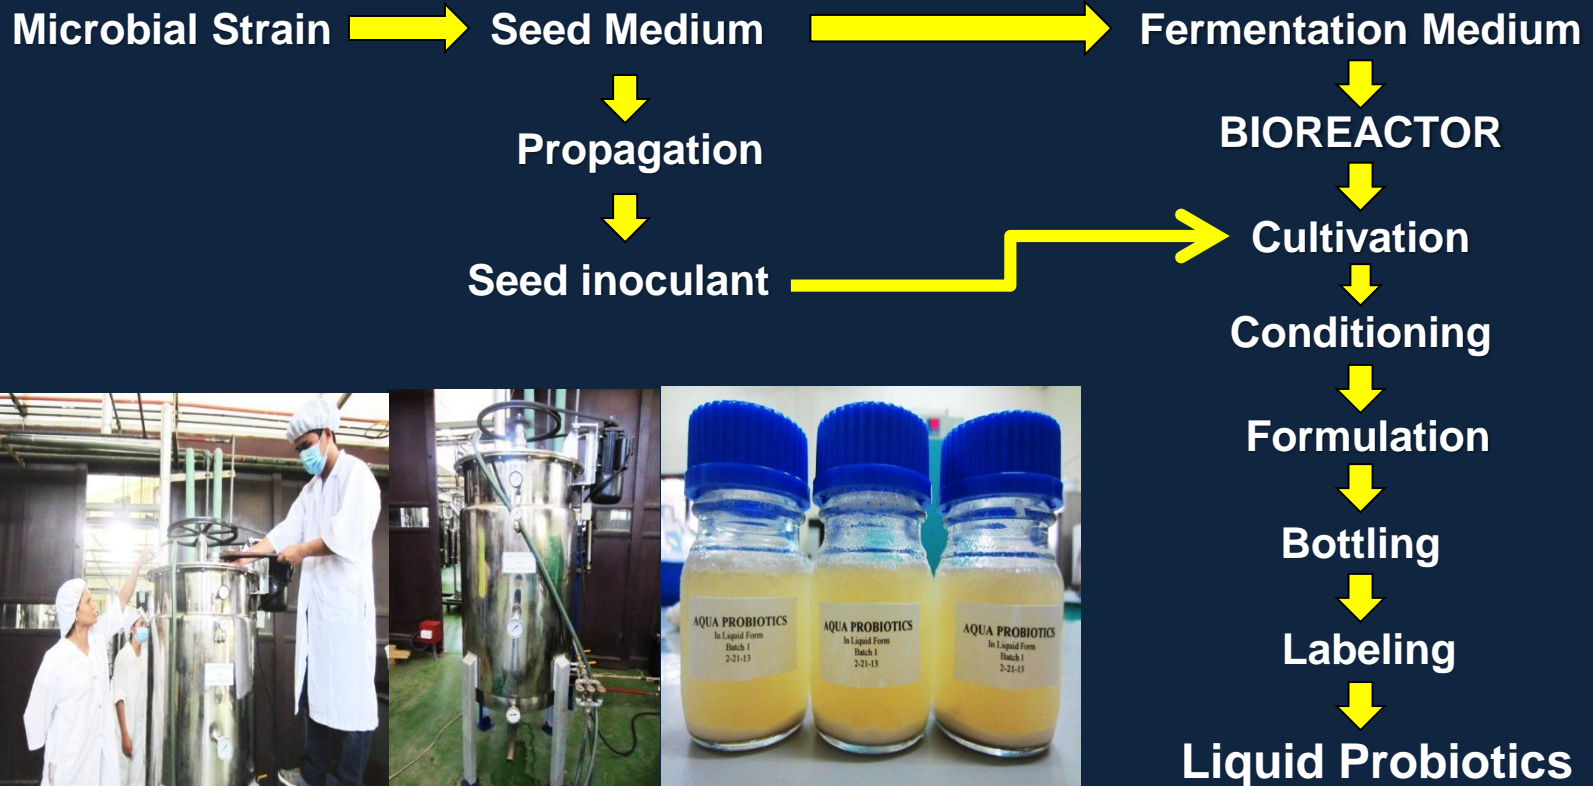 Microbial Strain
Seed Medium
Fermentation Medium
Propagation
Seed inoculant
BIOREACTOR
Cultivation
Conditioning
Formulation
Bottling
Labeling
Liquid Probiotics
AQUA PROBIOTICS
In Liquid Form
Batch 1
2-21-13
AQUA PROBIOTICS
In Liquid Form
Batch 1
2-21-13
AQUA PROBIOTICS
In Liquid Form
Batch 1
2-21-13